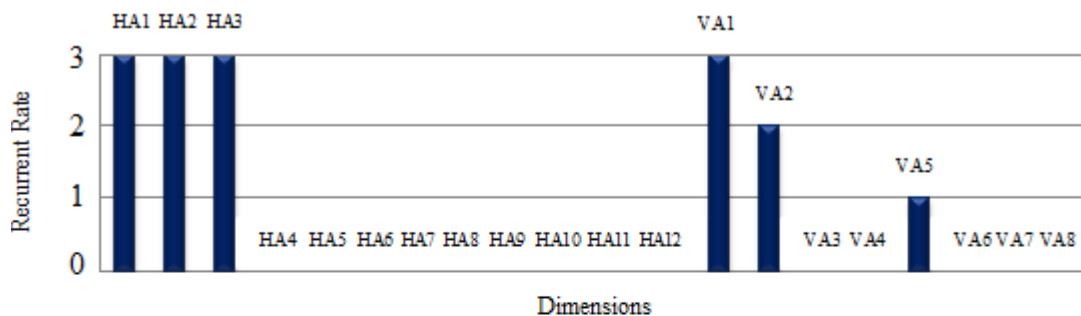 HA1 HA2 HA3 VA1
3
VA2
2
VA5
1
HA4 HA5 HA6 HA7 HA8 HA9 HA10 HA11 HA12 VA3 VA4 VA6 VA7 VA8
0
Recurrent Rate
Dimensions